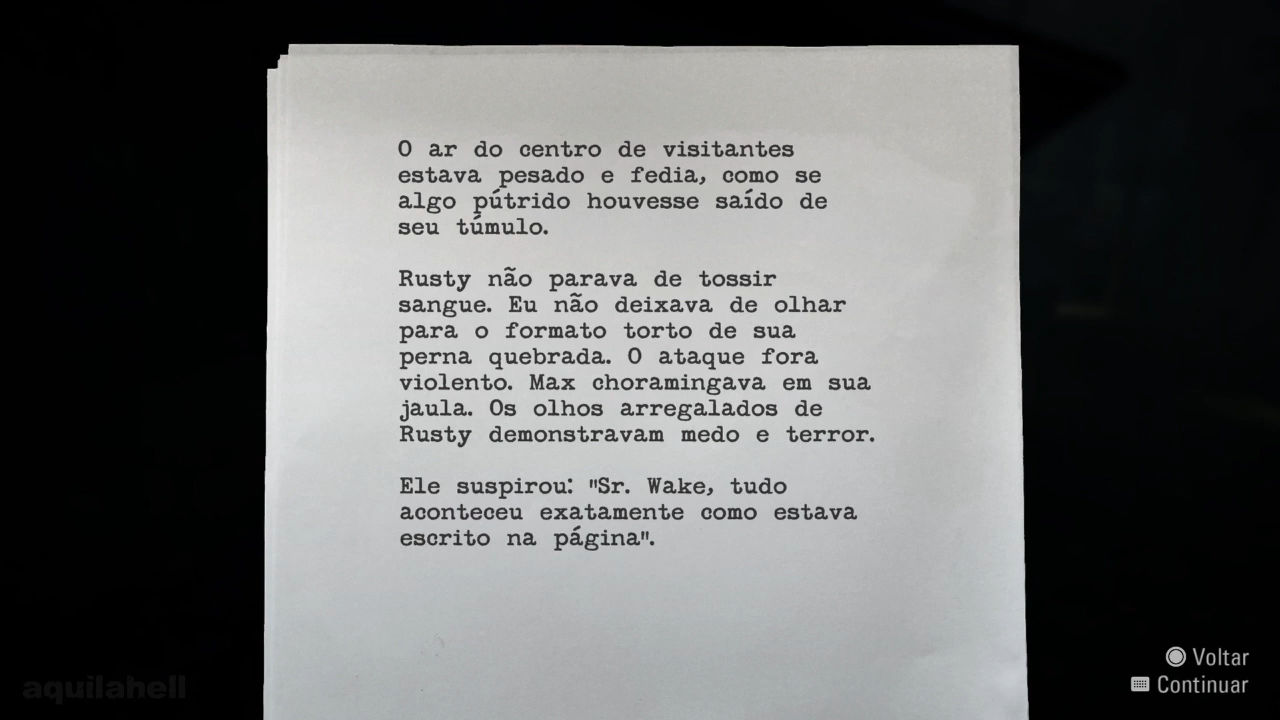 O ar do centro de visitantes
estava pesado e fedia, como se
algo pútrido houvesse saído de
seu túmulo.
Rusty não parava de tossir
sangue. Eu não deixava de olhar
para o formato torto de sua
perna quebrada. O ataque fora
violento. Max choramingava em sua
jaula. Os olhos arregalados de
Rusty demonstravam medo e terror.
Ele suspirou: "Sr. Wake, tudo
aconteceu exatamente como estava
escrito na página".
Voltar
Continuar
aquilahell